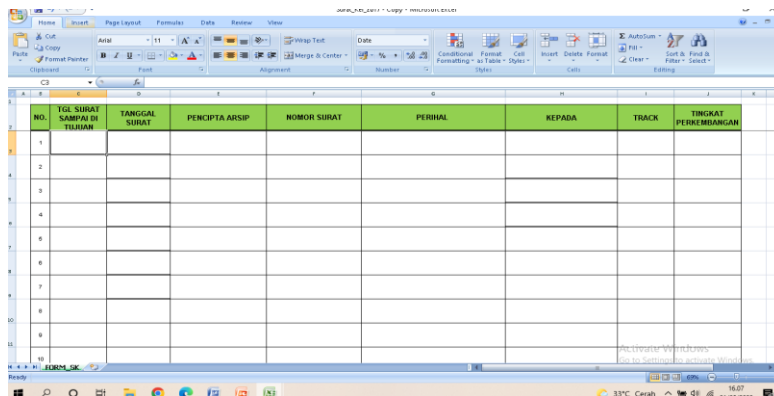 Surat_Kel_2017 - Copy - Microsoft Excel
Home Insert Page Layout Formulas Data Review View
Paste
Cut
Copy
Format Painter
Clipboard
Arial 11
B I U
Font
Wrap Text
Merge & Center
Alignment
Date
Number
Conditional Formatting
Format as Table
Cell Styles
Styles
Insert Delete Format
Cells
AutoSum
Fill
Clear
Sort & Filter
Find & Select
Editing
C3 fx
A B C D E F G H I J K
NO.
TGL SURAT SAMPAI DI TUJUAN
TANGGAL SURAT
PENCIPTA ARSIP
NOMOR SURAT
PERIHAL
KEPADA
TRACK
TINGKAT PERKEMBANGAN
1
2
3
4
5
6
7
8
9
10
Activate Windows
Go to Settings to activate Windows.
FORM_SK
Ready
69%
33°C Cerah
16.07